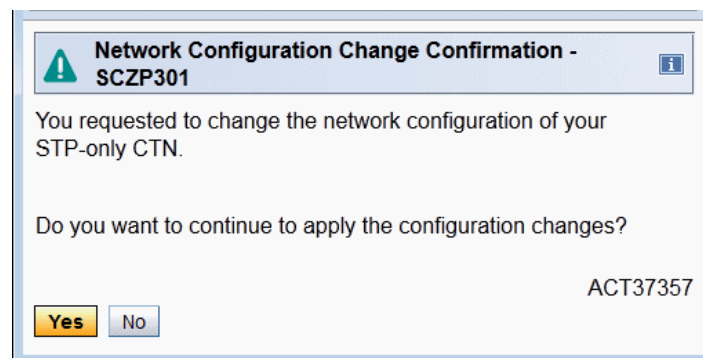 Network Configuration Change Confirmation -
SCZP301
i
You requested to change the network configuration of your
STP-only CTN.
Do you want to continue to apply the configuration changes?
ACT37357
Yes No